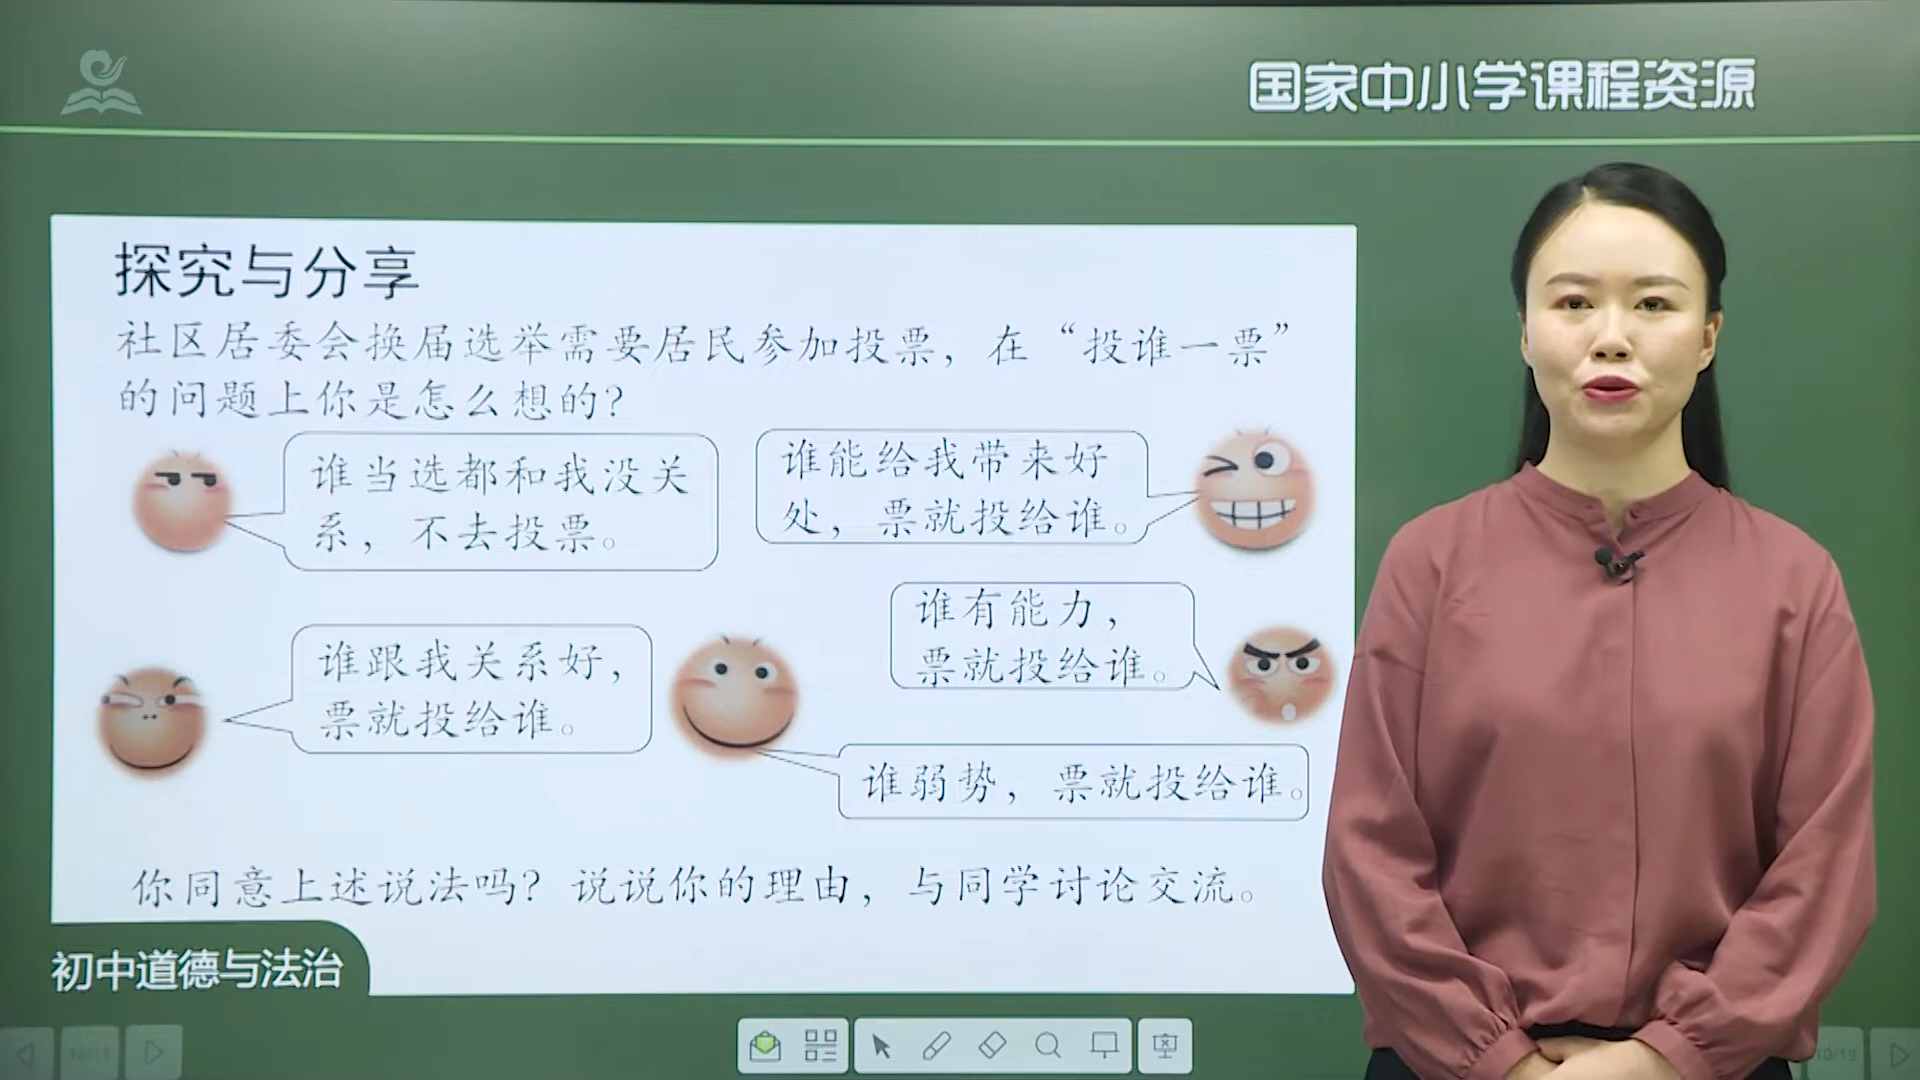 国家中小学课程资源
探究与分享
社区居委会换届选举需要居民参加投票，在“投谁一票”
的问题上你是怎么想的？
谁当选都和我没关
系，不去投票。
谁能给我带来好
处，票就投给谁。
谁跟我关系好，
票就投给谁。
谁有能力，
票就投给谁。
谁弱势，票就投给谁。
你同意上述说法吗？说说你的理由，与同学讨论交流。
初中道德与法治
10/19